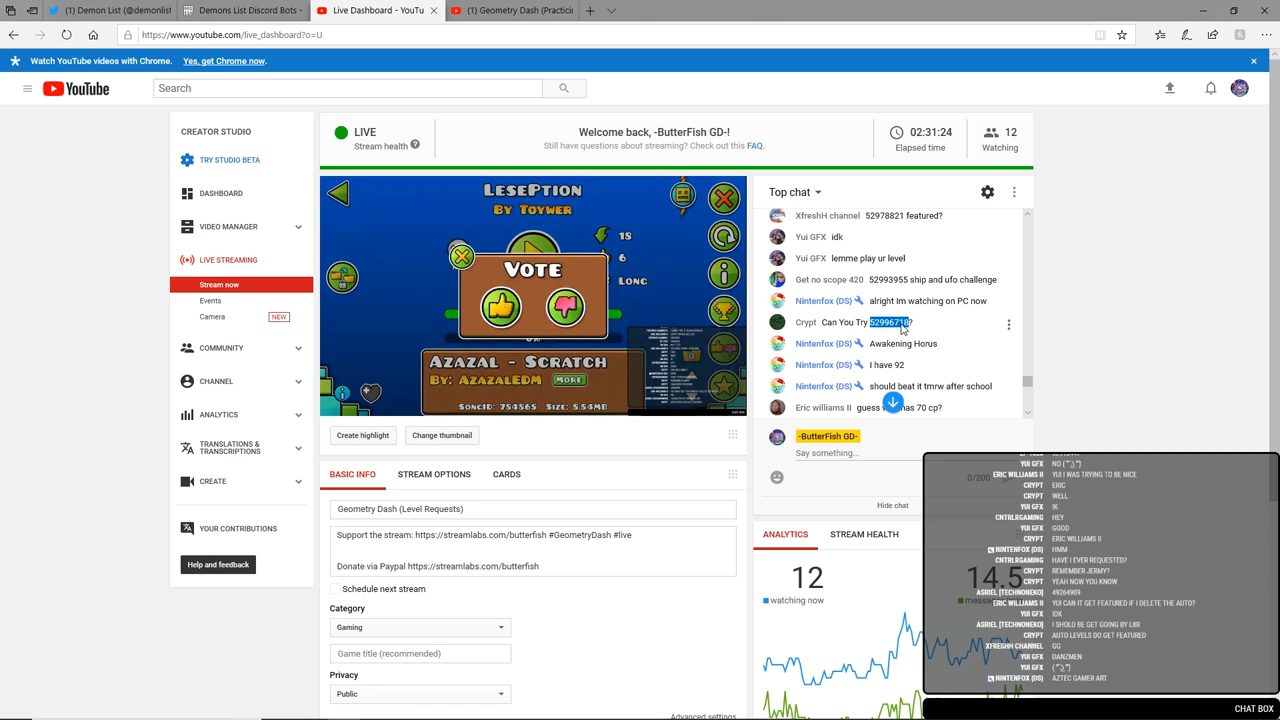 (1) Demon List (@demonlist
Demons List Discord Bots -
Live Dashboard - YouTu
(1) Geometry Dash (Practice
https://www.youtube.com/live_dashboard?o=U
Watch YouTube videos with Chrome. Yes, get Chrome now.
YouTube
Search
CREATOR STUDIO
TRY STUDIO BETA
DASHBOARD
VIDEO MANAGER
LIVE STREAMING
Stream now
Events
Camera
NEW
COMMUNITY
CHANNEL
ANALYTICS
TRANSLATIONS & TRANSCRIPTIONS
CREATE
YOUR CONTRIBUTIONS
Help and feedback
LIVE
Stream health
Welcome back, -ButterFish GD-!
Still have questions about streaming? Check out this FAQ.
02:31:24
Elapsed time
12
Watching
LesePtion
By Toywer
15
6
Long
Vote
Azazal - Scratch
By: AzazalEDM
More
SongID: 784865 Size: 5.84MB
Create highlight
Change thumbnail
BASIC INFO
STREAM OPTIONS
CARDS
Geometry Dash (Level Requests)
Support the stream: https://streamlabs.com/butterfish #GeometryDash #live
Donate via Paypal https://streamlabs.com/butterfish
Schedule next stream
Category
Gaming
Game title (recommended)
Privacy
Public
Advanced settings
Top chat
XfreshH channel 52978821 featured?
Yui GFX idk
Yui GFX lemme play ur level
Get no scope 420 52993955 ship and ufo challenge
Nintenfox {DS} alright Im watching on PC now
Crypt Can You Try 52996718?
Nintenfox {DS} Awakening Horus
Nintenfox {DS} I have 92
Nintenfox {DS} should beat it tmrw after school
Eric williams II guess has 70 cp?
-ButterFish GD-
Say something...
0/200
Hide chat
ANALYTICS
STREAM HEALTH
12
watching now
14.5
YUI GFX NO
ERIC WILLIAMS II YUI I WAS TRYING TO BE NICE
CRYPT ERIC
CRYPT WELL
YUI GFX IK
CNTRLRGAMING HEY
YUI GFX GOOD
CRYPT ERIC WILLIAMS II
NINTENFOX {DS} HMM
CNTRLRGAMING HAVE I EVER REQUESTED?
CRYPT REMEMBER JERMY?
CRYPT YEAH NOW YOU KNOW
ASRIEL [TECHNONEKO] 49264909
ERIC WILLIAMS II YUI CAN IT GET FEATURED IF I DELETE THE AUTO?
YUI GFX IDK
ASRIEL [TECHNONEKO] I SHOLD BE GET GOING BY L8R
CRYPT AUTO LEVELS DO GET FEATURED
XFRESHH CHANNEL GG
YUI GFX DANZMEN
YUI GFX
NINTENFOX {DS} AZTEC GAMER ART
CHAT BOX